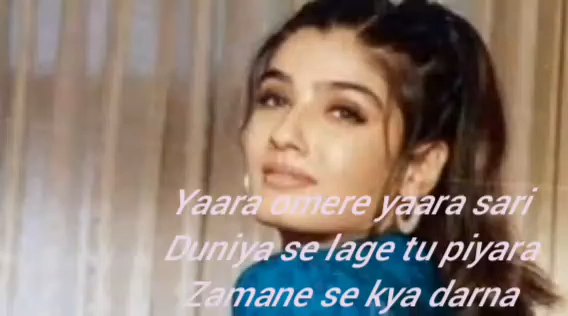 Yaara omere yaara sari
Duniya se lage tu piyara
Zamane se kya darna